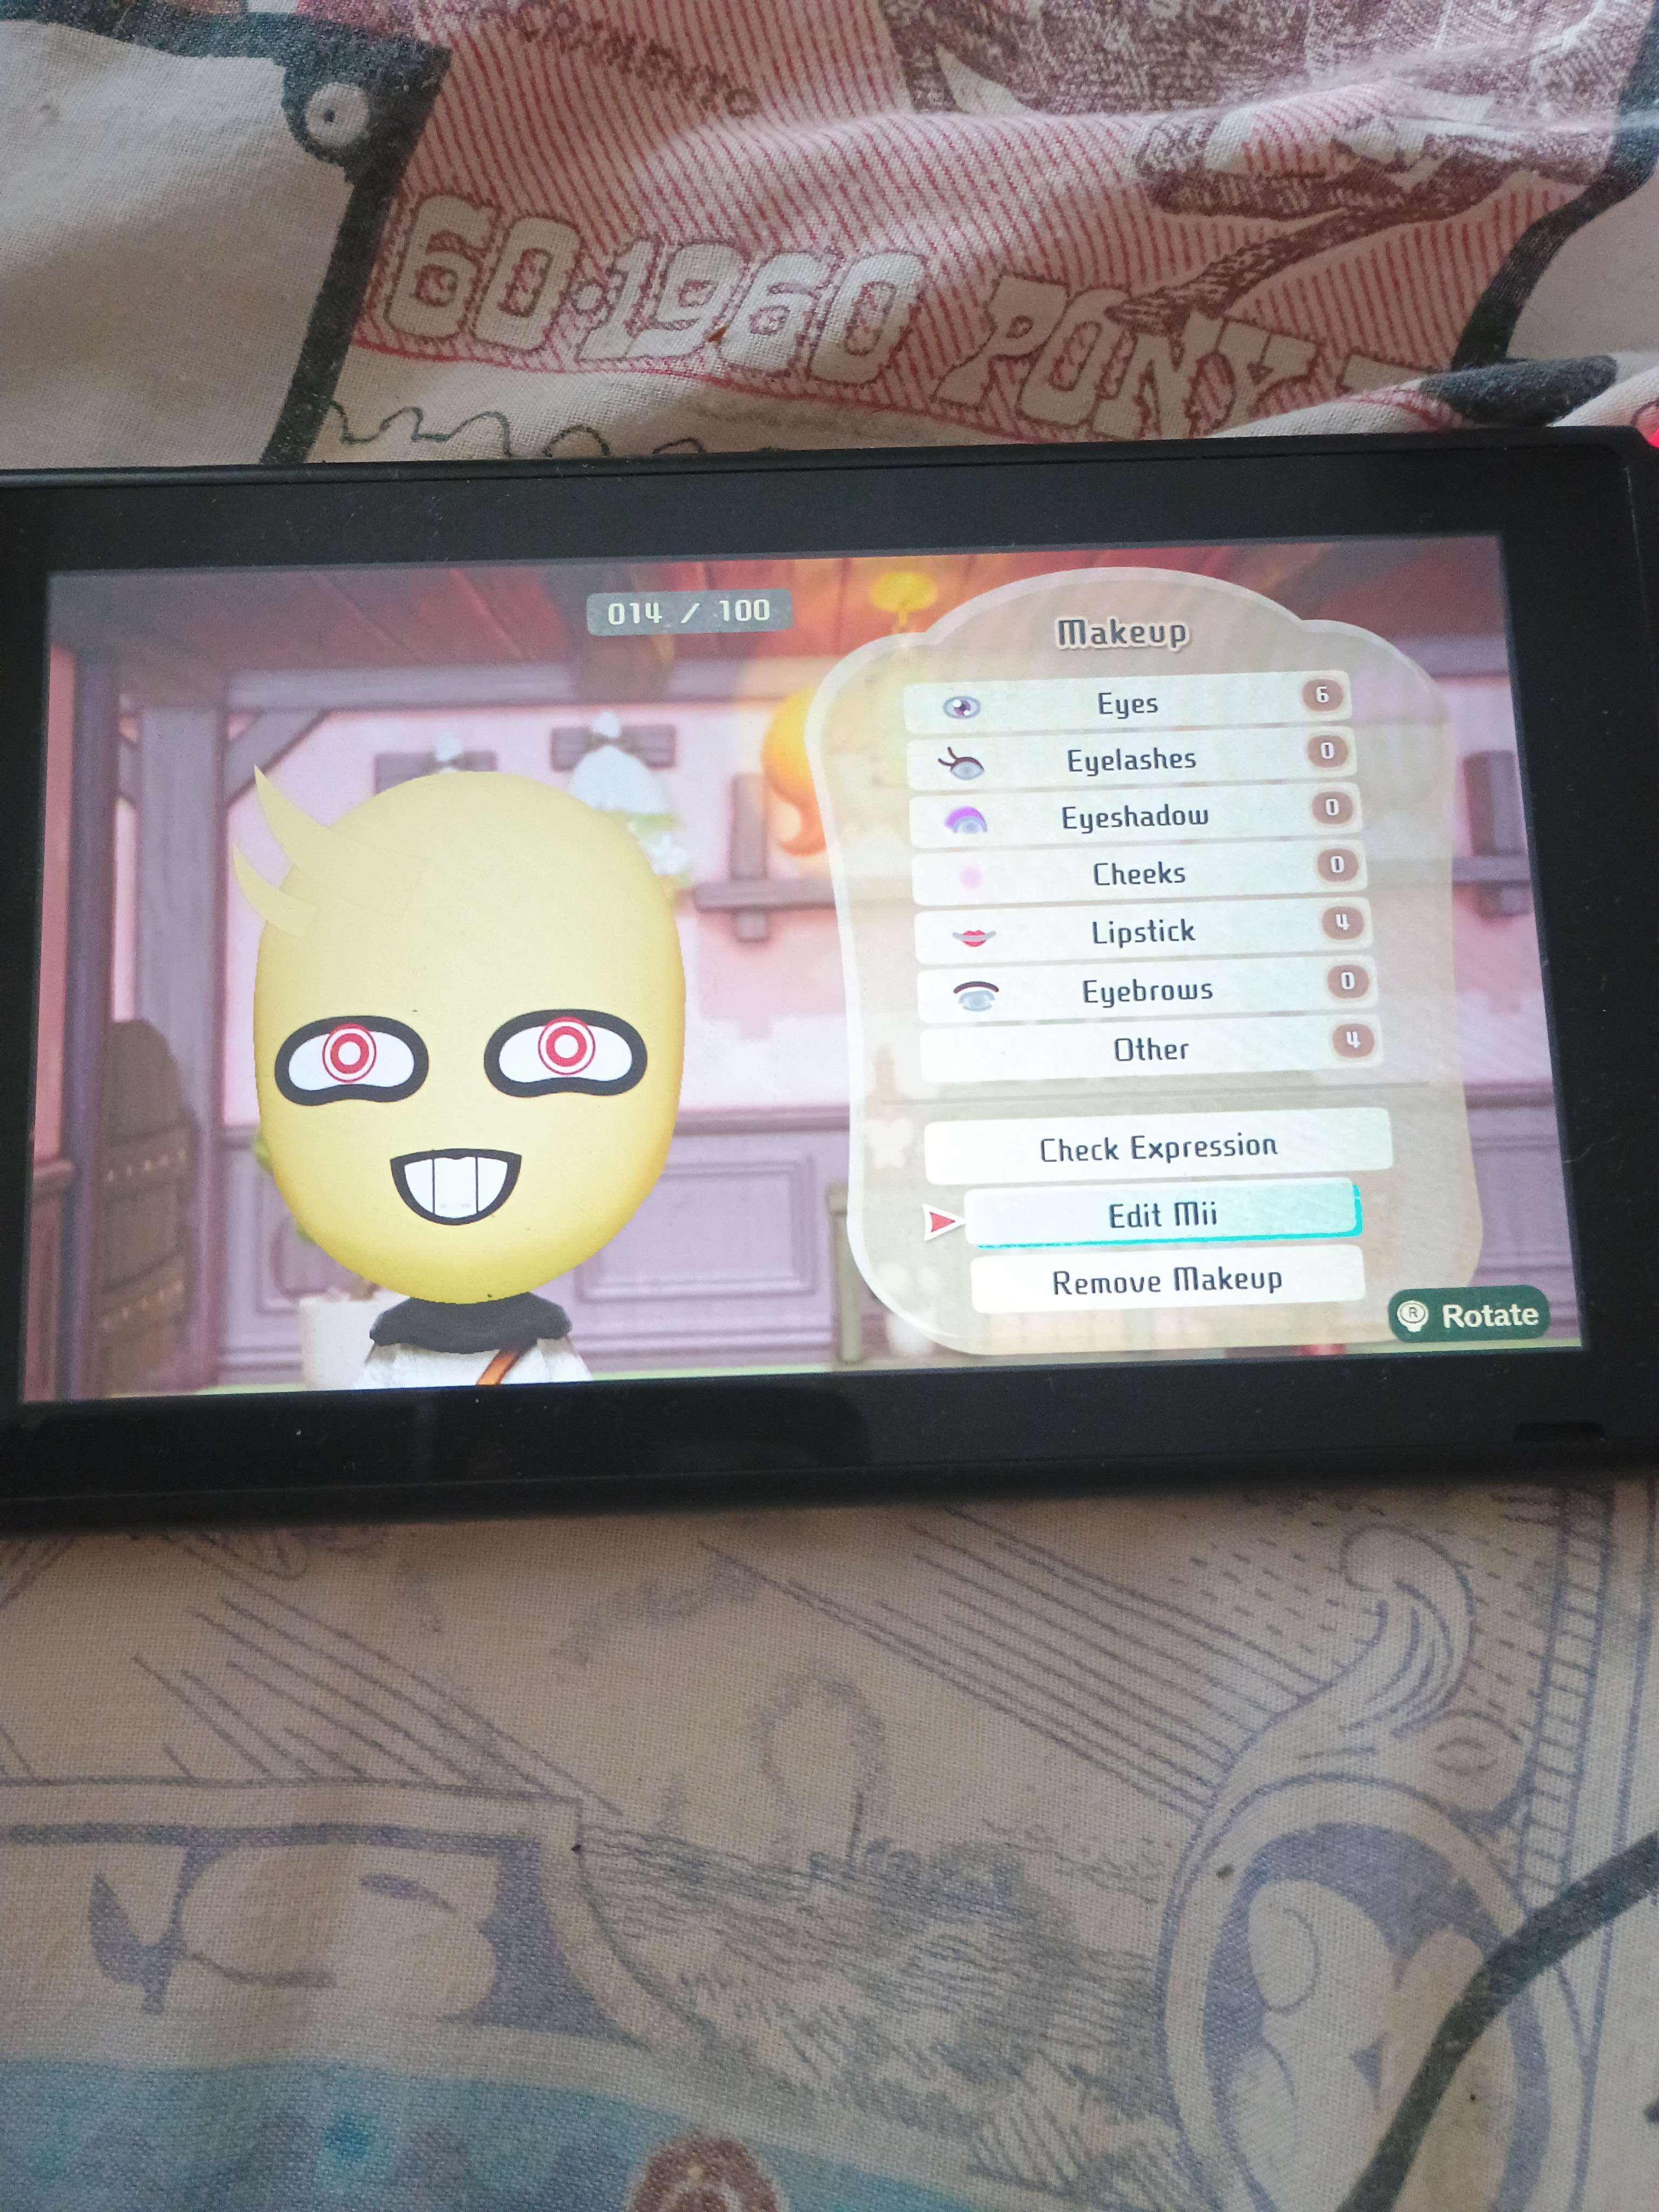 60·1960 PONY
014 / 100
Makeup
Eyes 6
Eyelashes 0
Eyeshadow 0
Cheeks 0
Lipstick 4
Eyebrows 0
Other 4
Check Expression
Edit Mii
Remove Makeup
R Rotate